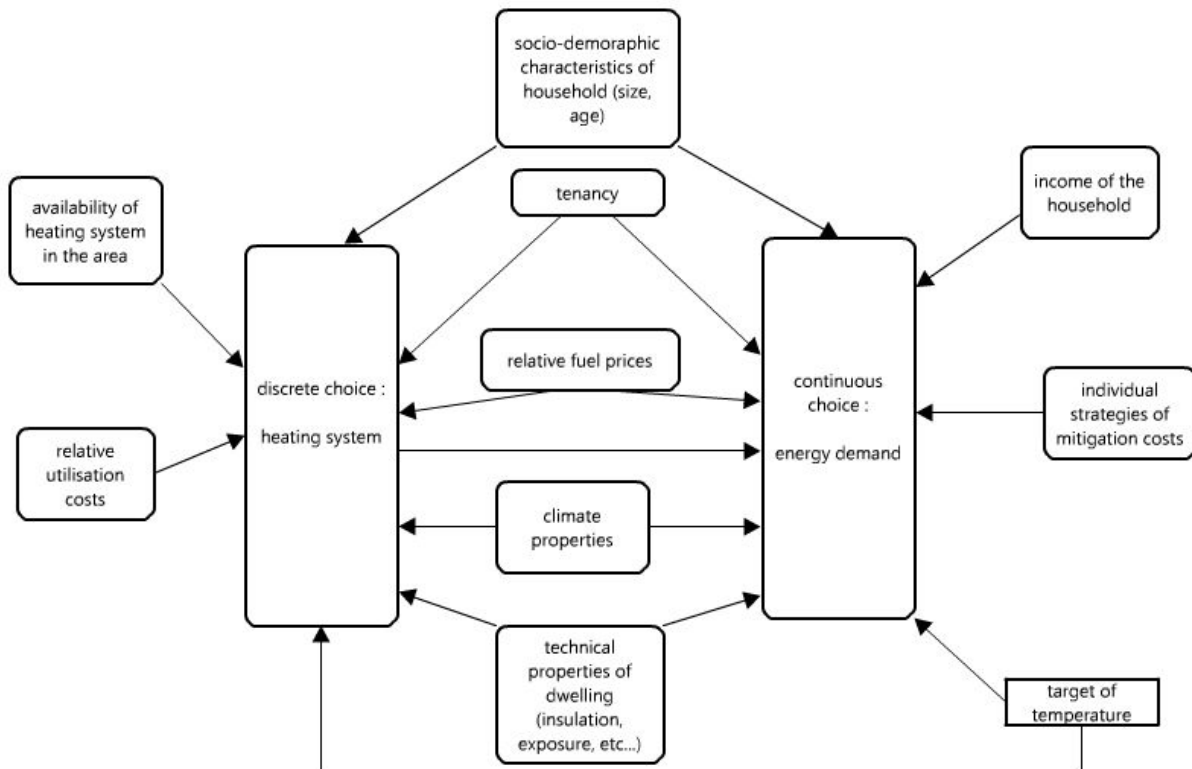 socio-demoraphic
characteristics of
household (size,
age)
tenancy
income of the
household
availability of
heating system
in the area
relative fuel prices
discrete choice :
heating system
continuous
choice :
energy demand
individual
strategies of
mitigation costs
relative
utilisation
costs
climate
properties
technical
properties of
dwelling
(insulation,
exposure, etc...)
target of
temperature